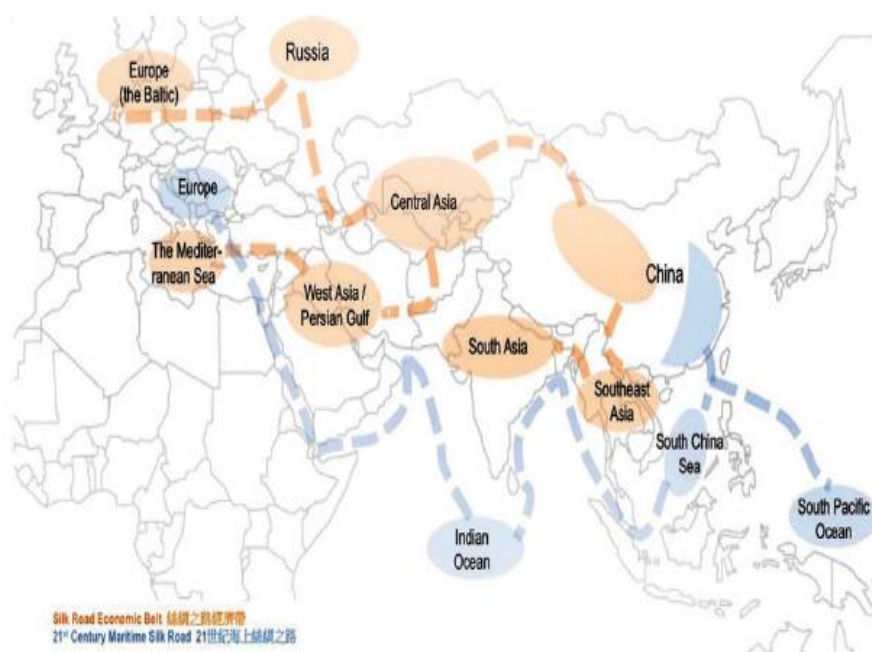 Russia
Europe
(the Baltic)
Europe
Central Asia
The Mediter-
ranean Sea
China
West Asia /
Persian Gulf
South Asia
Southeast
Asia
South China
Sea
South Pacific
Ocean
Indian
Ocean
Silk Road Economic Belt 絲綢之路經濟帶
21st Century Maritime Silk Road 21世紀海上絲綢之路